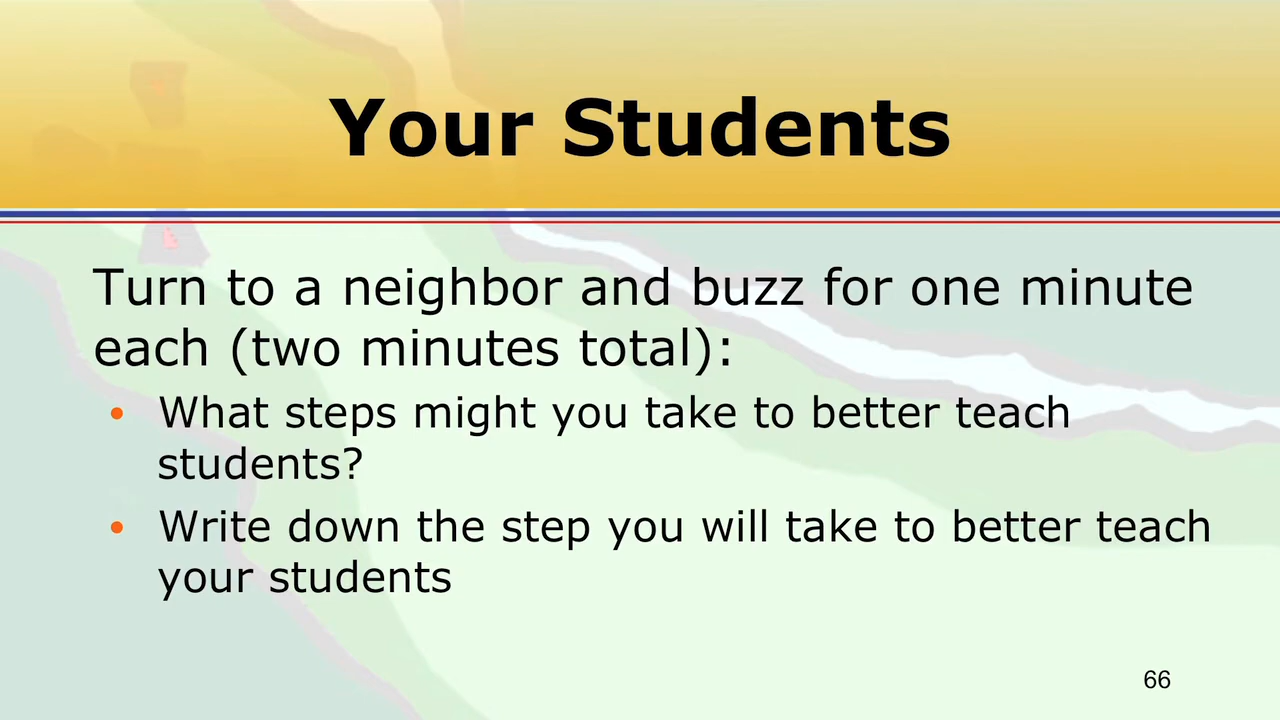 Your Students
Turn to a neighbor and buzz for one minute
each (two minutes total):
• What steps might you take to better teach
students?
• Write down the step you will take to better teach
your students
66